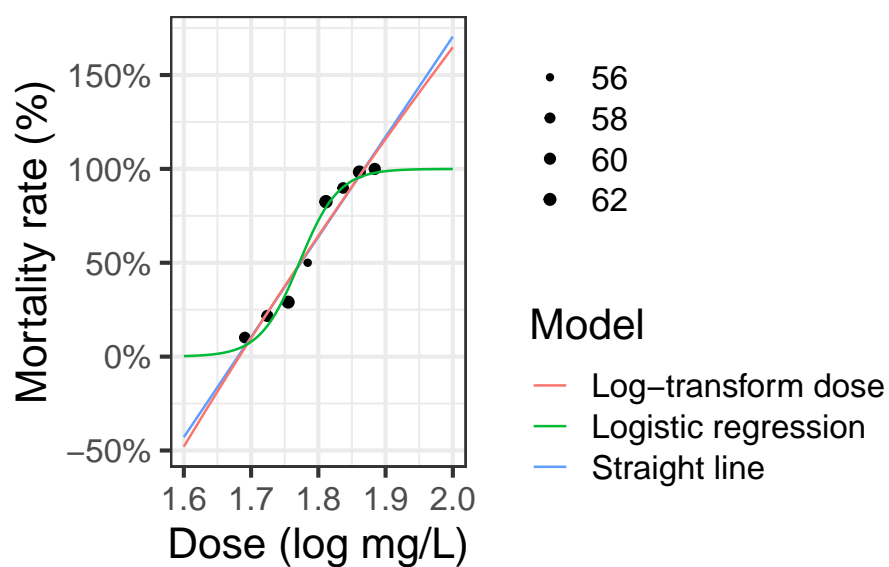 Mortality rate (%)
150%
100%
50%
0%
−50%
1.6 1.7 1.8 1.9 2.0
Dose (log mg/L)
56
58
60
62
Model
Log−transform dose
Logistic regression
Straight line